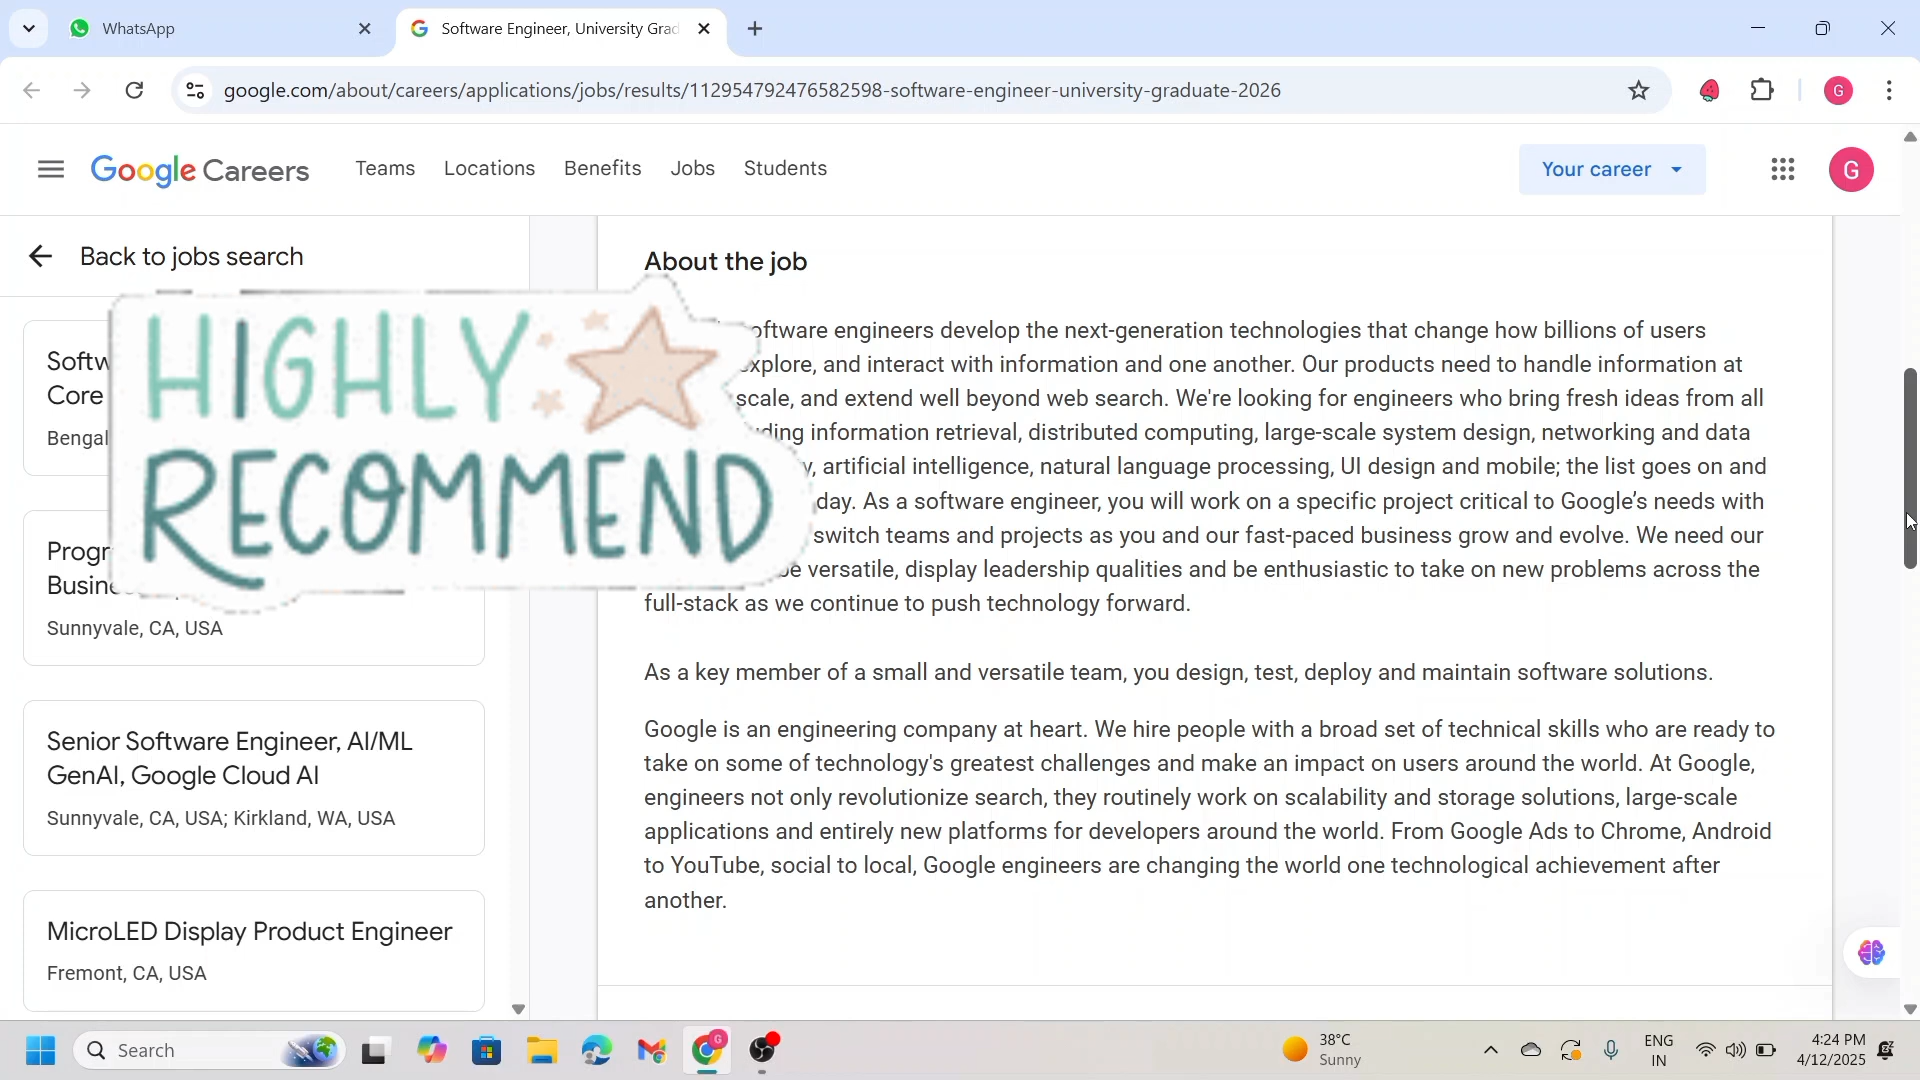 WhatsApp
Software Engineer, University Grad
google.com/about/careers/applications/jobs/results/112954792476582598-software-engineer-university-graduate-2026
G
Google Careers
Teams
Locations
Benefits
Jobs
Students
Your career
G
Back to jobs search
Softw
Core
Bengal
Progr
Busine
Sunnyvale, CA, USA
Senior Software Engineer, AI/ML
GenAI, Google Cloud AI
Sunnyvale, CA, USA; Kirkland, WA, USA
MicroLED Display Product Engineer
Fremont, CA, USA
HIGHLY
RECOMMEND
About the job
oftware engineers develop the next-generation technologies that change how billions of users
explore, and interact with information and one another. Our products need to handle information at
scale, and extend well beyond web search. We're looking for engineers who bring fresh ideas from all
ding information retrieval, distributed computing, large-scale system design, networking and data
y, artificial intelligence, natural language processing, UI design and mobile; the list goes on and
day. As a software engineer, you will work on a specific project critical to Google’s needs with
switch teams and projects as you and our fast-paced business grow and evolve. We need our
be versatile, display leadership qualities and be enthusiastic to take on new problems across the
full-stack as we continue to push technology forward.
As a key member of a small and versatile team, you design, test, deploy and maintain software solutions.
Google is an engineering company at heart. We hire people with a broad set of technical skills who are ready to
take on some of technology's greatest challenges and make an impact on users around the world. At Google,
engineers not only revolutionize search, they routinely work on scalability and storage solutions, large-scale
applications and entirely new platforms for developers around the world. From Google Ads to Chrome, Android
to YouTube, social to local, Google engineers are changing the world one technological achievement after
another.
Search
G
38°C
Sunny
ENG
IN
4:24 PM
4/12/2025